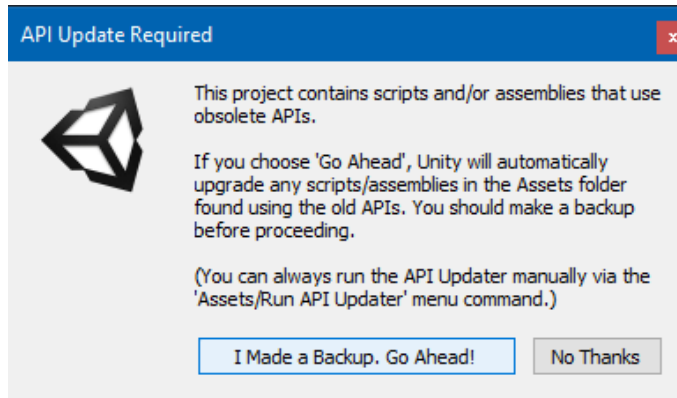 API Update Required
x
This project contains scripts and/or assemblies that use
obsolete APIs.
If you choose 'Go Ahead', Unity will automatically
upgrade any scripts/assemblies in the Assets folder
found using the old APIs. You should make a backup
before proceeding.
(You can always run the API Updater manually via the
'Assets/Run API Updater' menu command.)
I Made a Backup. Go Ahead!
No Thanks